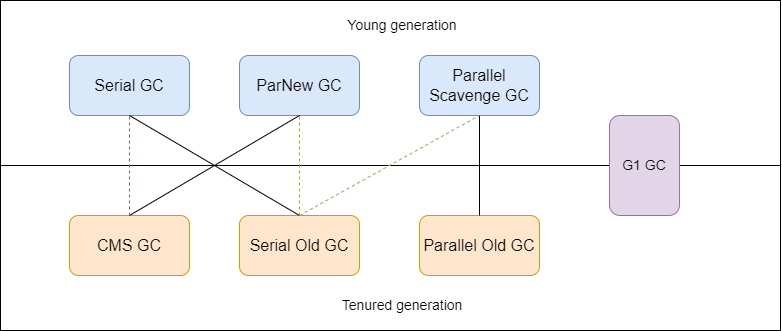 Young generation
Serial GC
ParNew GC
Parallel
Scavenge GC
G1 GC
CMS GC
Serial Old GC
Parallel Old GC
Tenured generation